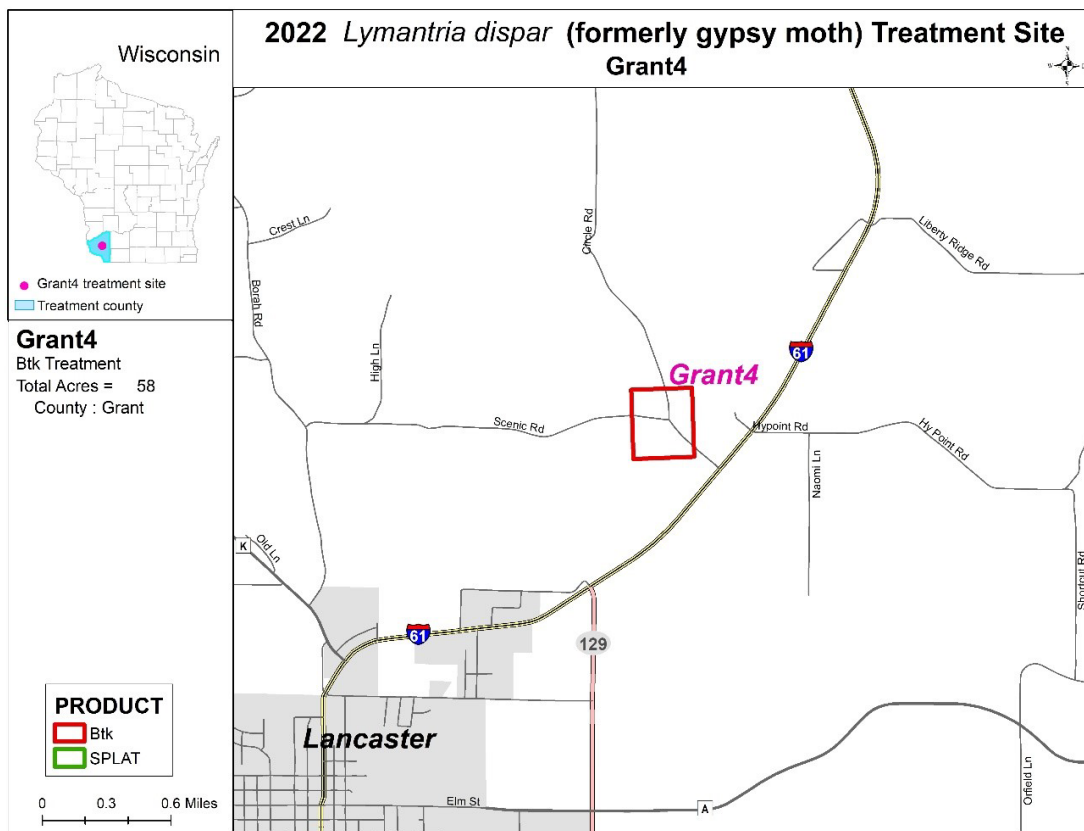 Wisconsin
Grant4 treatment site
Treatment county
2022 Lymantria dispar (formerly gypsy moth) Treatment Site
Grant4
N
W
Grant4
Btk Treatment
Total Acres = 58
County : Grant
Crest Ln
Borah Rd
High Ln
Circle Rd
Liberty Ridge Rd
61
Grant4
Scenic Rd
Hypoint Rd
Hy Point Rd
Naomi Ln
Shortcut Rd
K
Old Ln
61
129
Lancaster
Elm St
A
Orfield Ln
PRODUCT
Btk
SPLAT
0 0.3 0.6 Miles